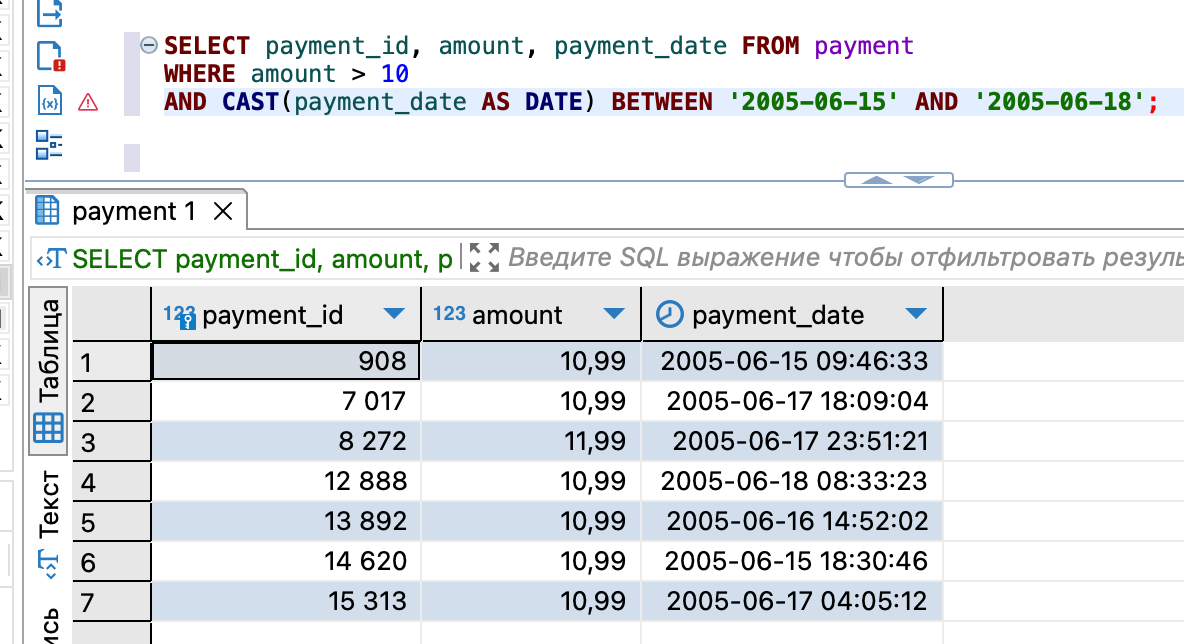 SELECT payment_id, amount, payment_date FROM payment
WHERE amount > 10
AND CAST(payment_date AS DATE) BETWEEN '2005-06-15' AND '2005-06-18';
payment 1
SELECT payment_id, amount, p
Введите SQL выражение чтобы отфильтровать резуль
Таблица
Текст
123 payment_id 123 amount payment_date
1 908 10,99 2005-06-15 09:46:33
2 7 017 10,99 2005-06-17 18:09:04
3 8 272 11,99 2005-06-17 23:51:21
4 12 888 10,99 2005-06-18 08:33:23
5 13 892 10,99 2005-06-16 14:52:02
6 14 620 10,99 2005-06-15 18:30:46
7 15 313 10,99 2005-06-17 04:05:12